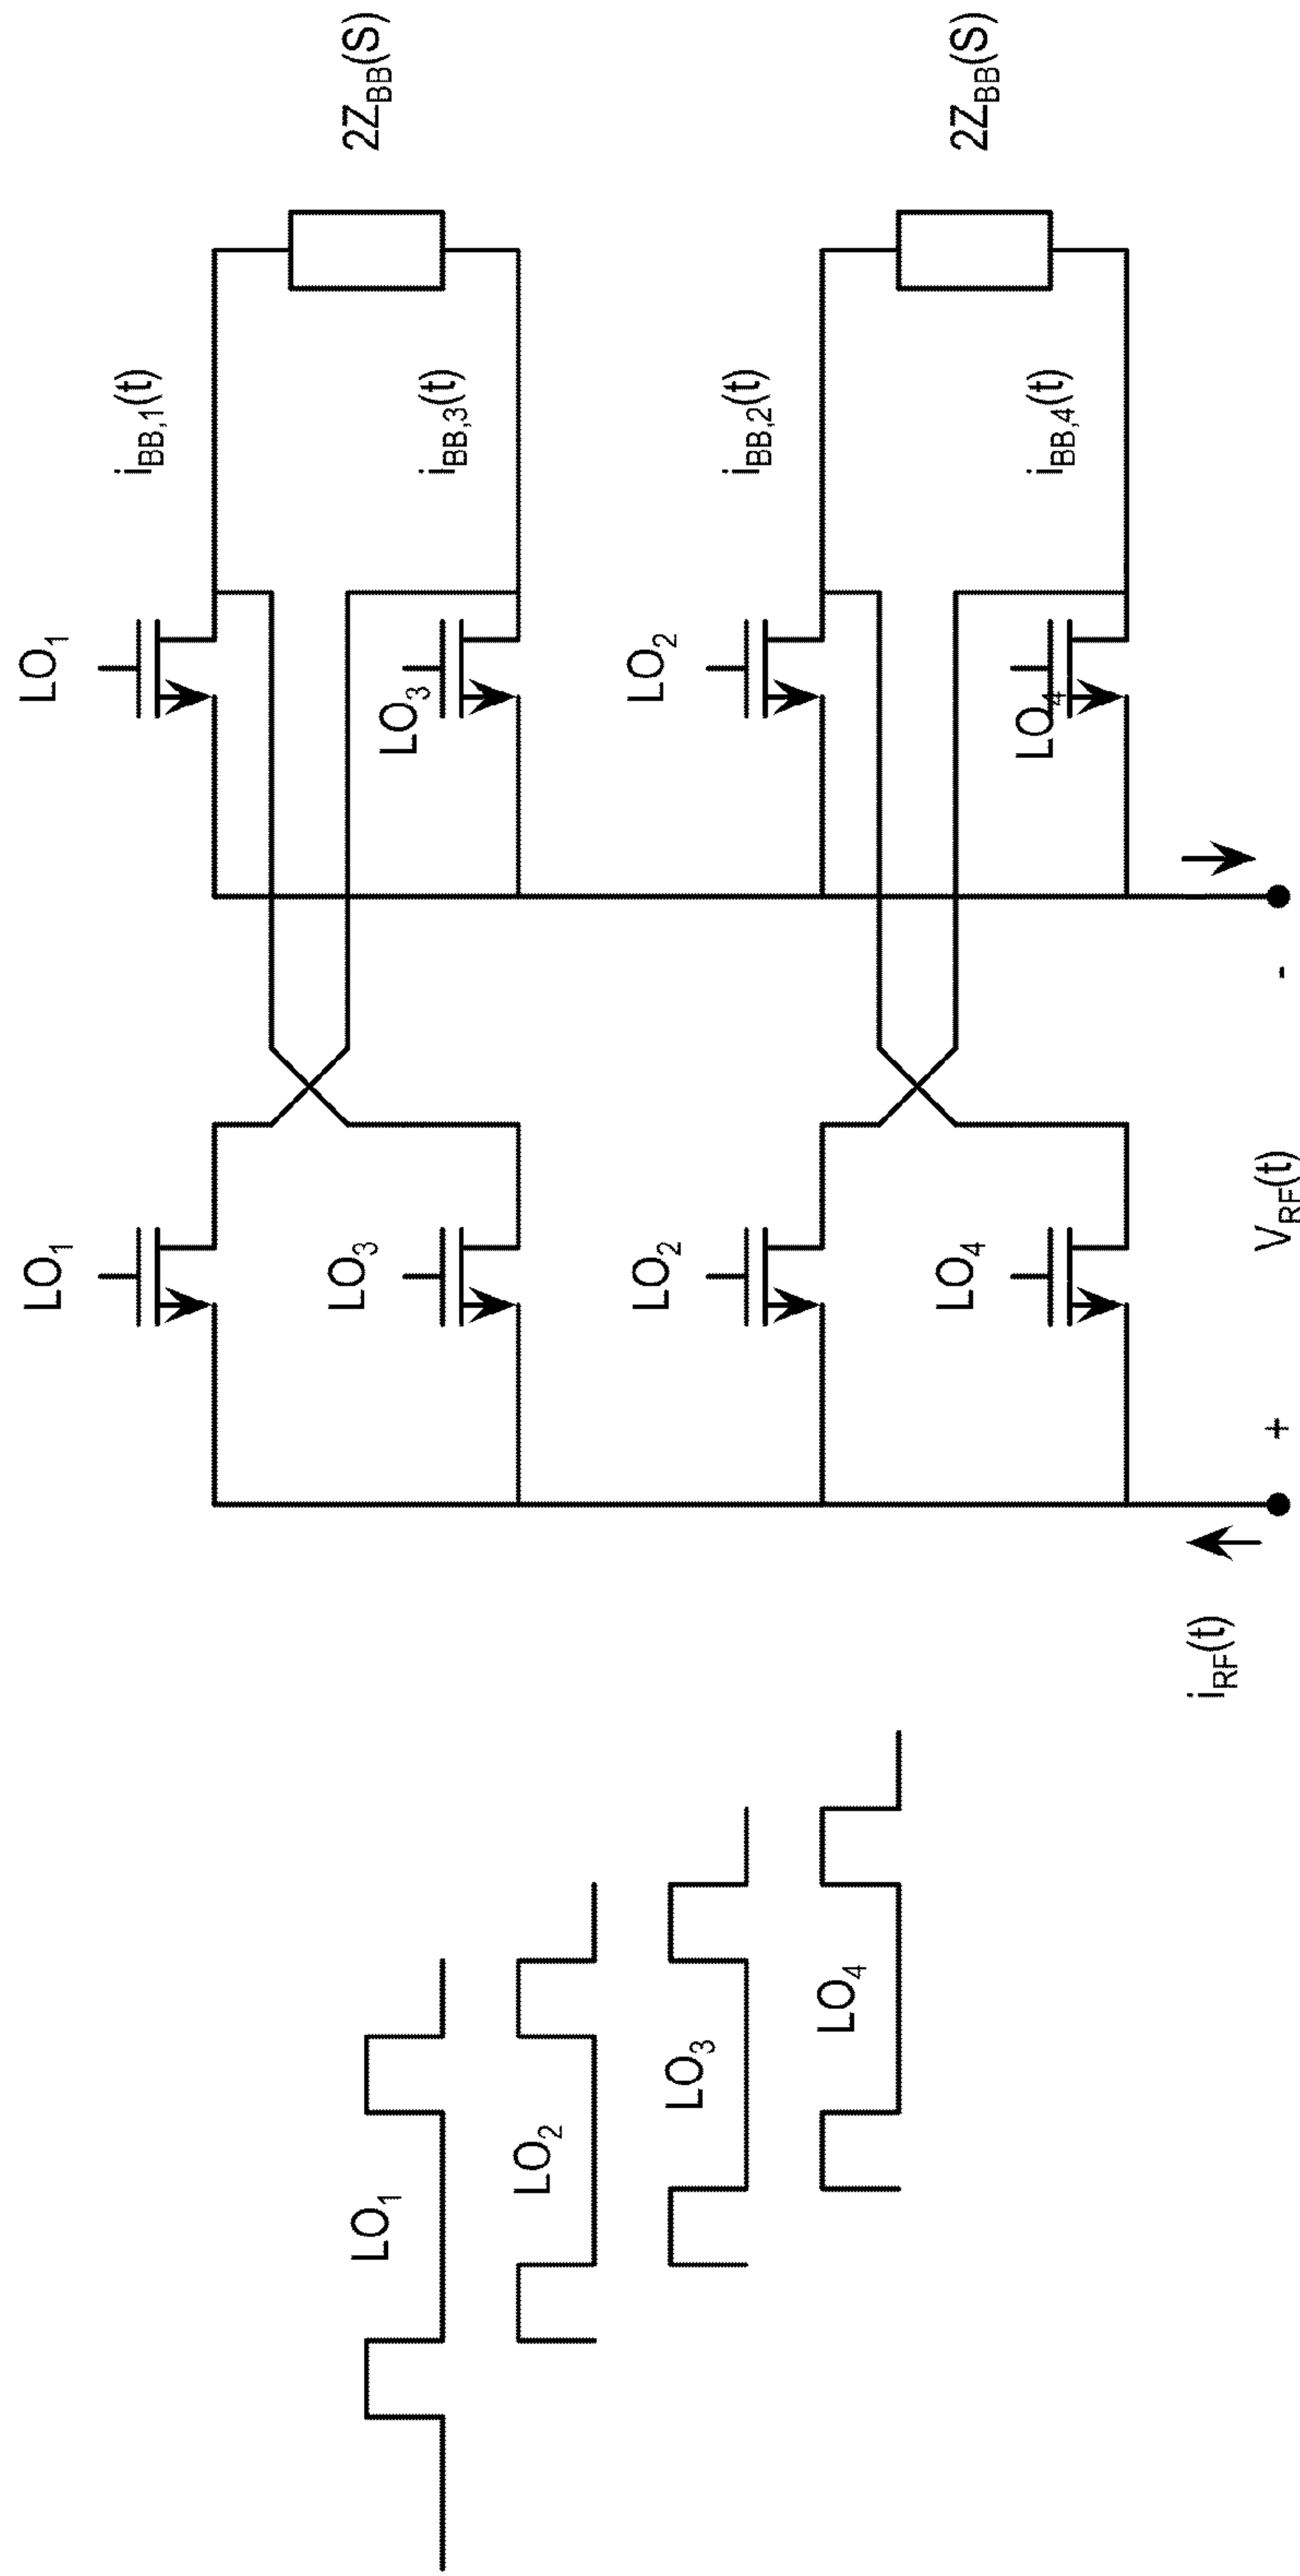 LO₁
LO₁
i_BB,1(t)
2Z_BB(S)
LO₃
LO₃
i_BB,3(t)
LO₂
LO₂
i_BB,2(t)
2Z_BB(S)
LO₄
LO₄
i_BB,4(t)
LO₁
LO₂
LO₃
LO₄
i_RF(t)
+
V_RF(t)
-